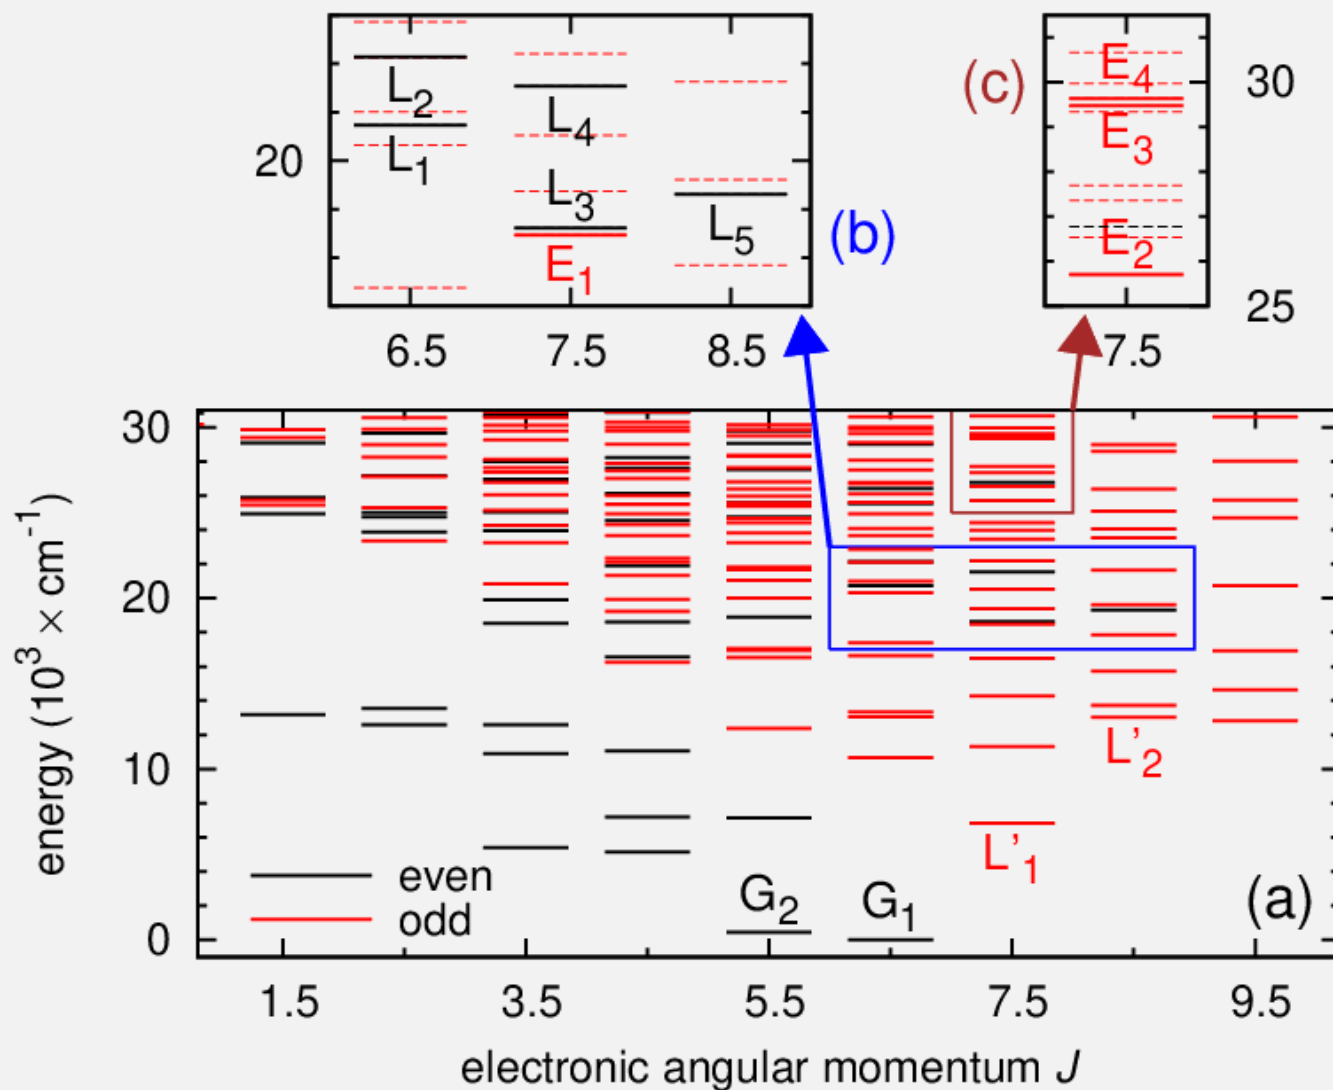 L₂
L₁
L₄
L₃
E₁
L₅
20
6.5 7.5 8.5
(b)
(c)
E₄
E₃
E₂
30
25
7.5
energy (10³ × cm⁻¹)
30
20
10
0
even
odd
G₂
G₁
L'₁
L'₂
(a)
1.5 3.5 5.5 7.5 9.5
electronic angular momentum J